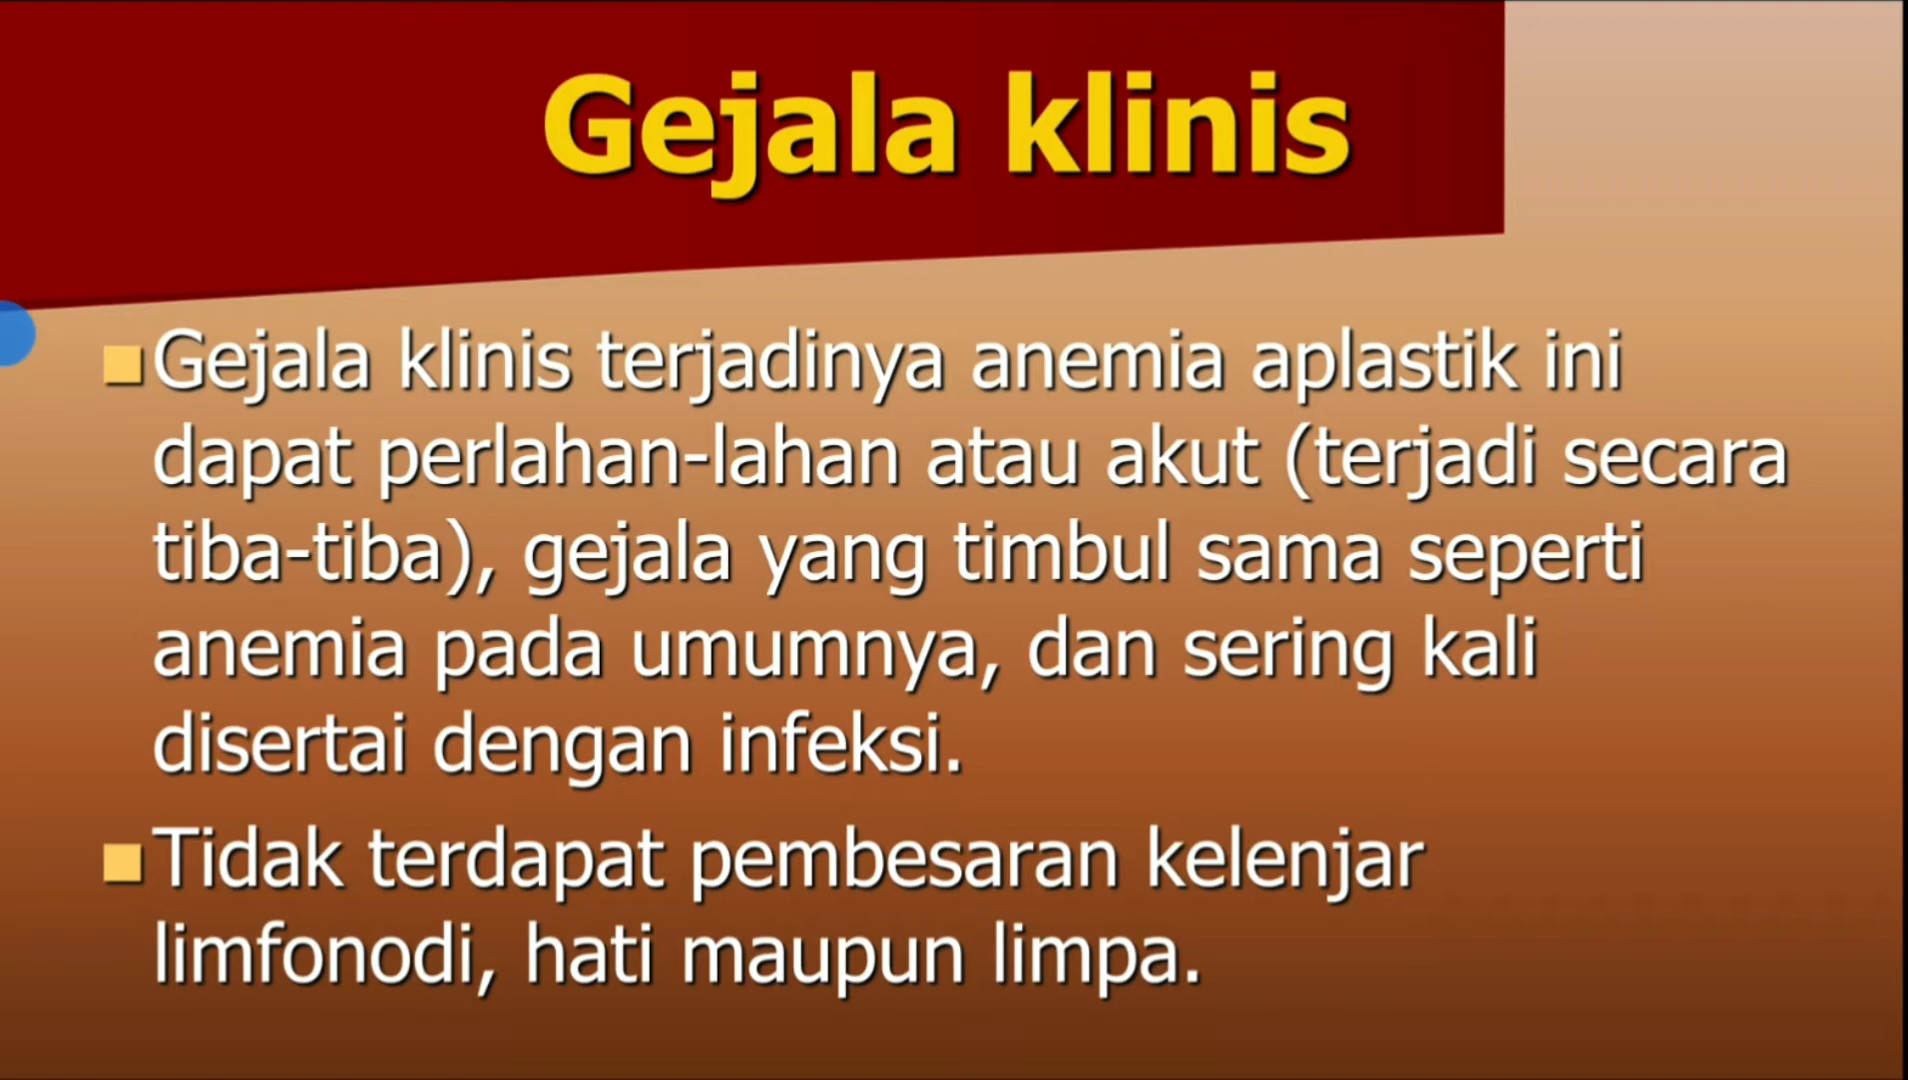 Gejala klinis
Gejala klinis terjadinya anemia aplastik ini
dapat perlahan-lahan atau akut (terjadi secara
tiba-tiba), gejala yang timbul sama seperti
anemia pada umumnya, dan sering kali
disertai dengan infeksi.
Tidak terdapat pembesaran kelenjar
limfonodi, hati maupun limpa.